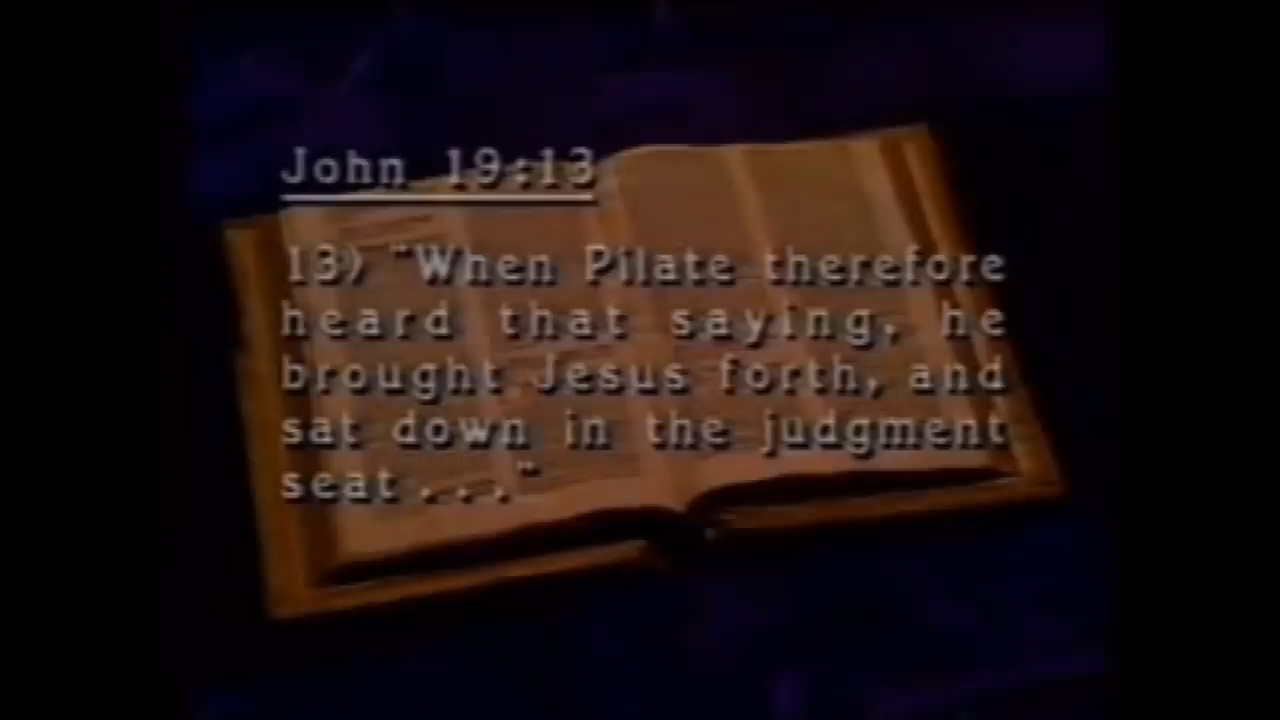 John 19:13
13) "When Pilate therefore
heard that saying, he
brought Jesus forth, and
sat down in the judgment
seat . . ."